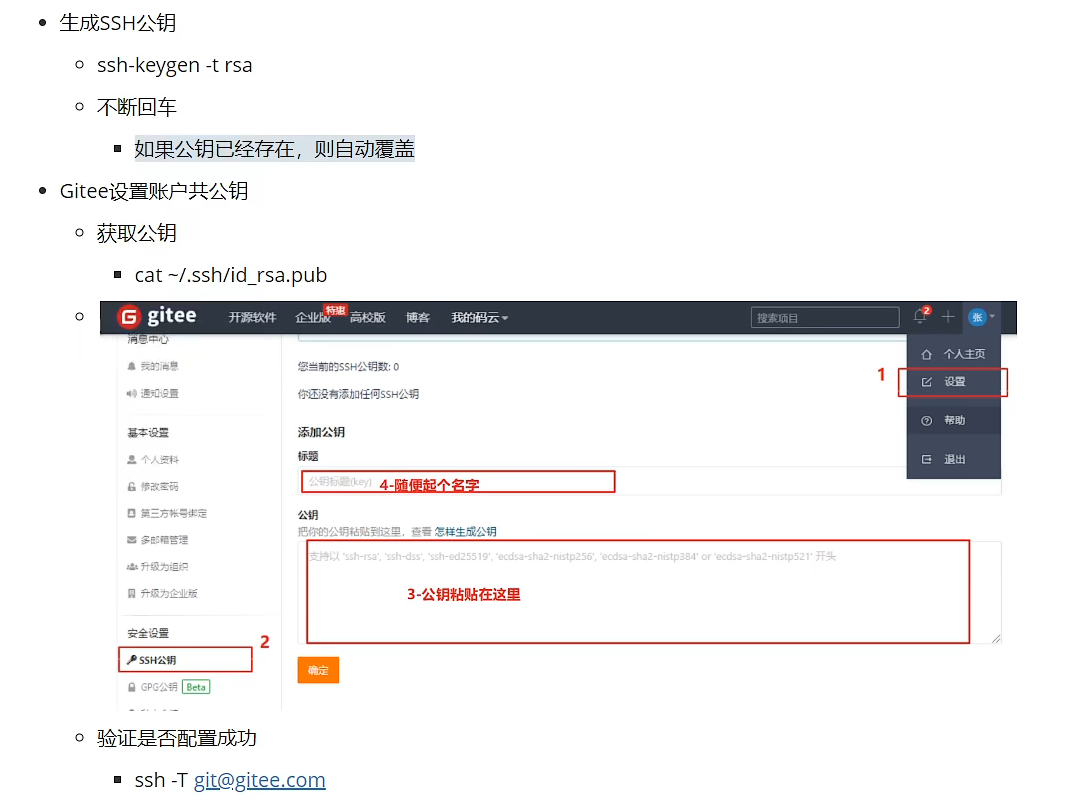 生成SSH公钥
ssh-keygen -t rsa
不断回车
如果公钥已经存在，则自动覆盖
Gitee设置账户共公钥
获取公钥
cat ~/.ssh/id_rsa.pub
G gitee 开源软件 企业版 特惠 高校版 博客 我的码云 搜索项目 2 张
消息中心
我的消息
通知设置
基本设置
个人资料
修改密码
第三方帐号绑定
多邮箱管理
升级为组织
升级为企业版
安全设置
2
SSH公钥
GPG公钥 Beta
您当前的SSH公钥数: 0
你还没有添加任何SSH公钥
添加公钥
标题
公钥标题(key) 4-随便起个名字
公钥
把你的公钥粘贴到这里，查看 怎样生成公钥
支持以 'ssh-rsa', 'ssh-dss', 'ssh-ed25519', 'ecdsa-sha2-nistp256', 'ecdsa-sha2-nistp384' or 'ecdsa-sha2-nistp521' 开头
3-公钥粘贴在这里
确定
个人主页
1 设置
帮助
退出
验证是否配置成功
ssh -T git@gitee.com